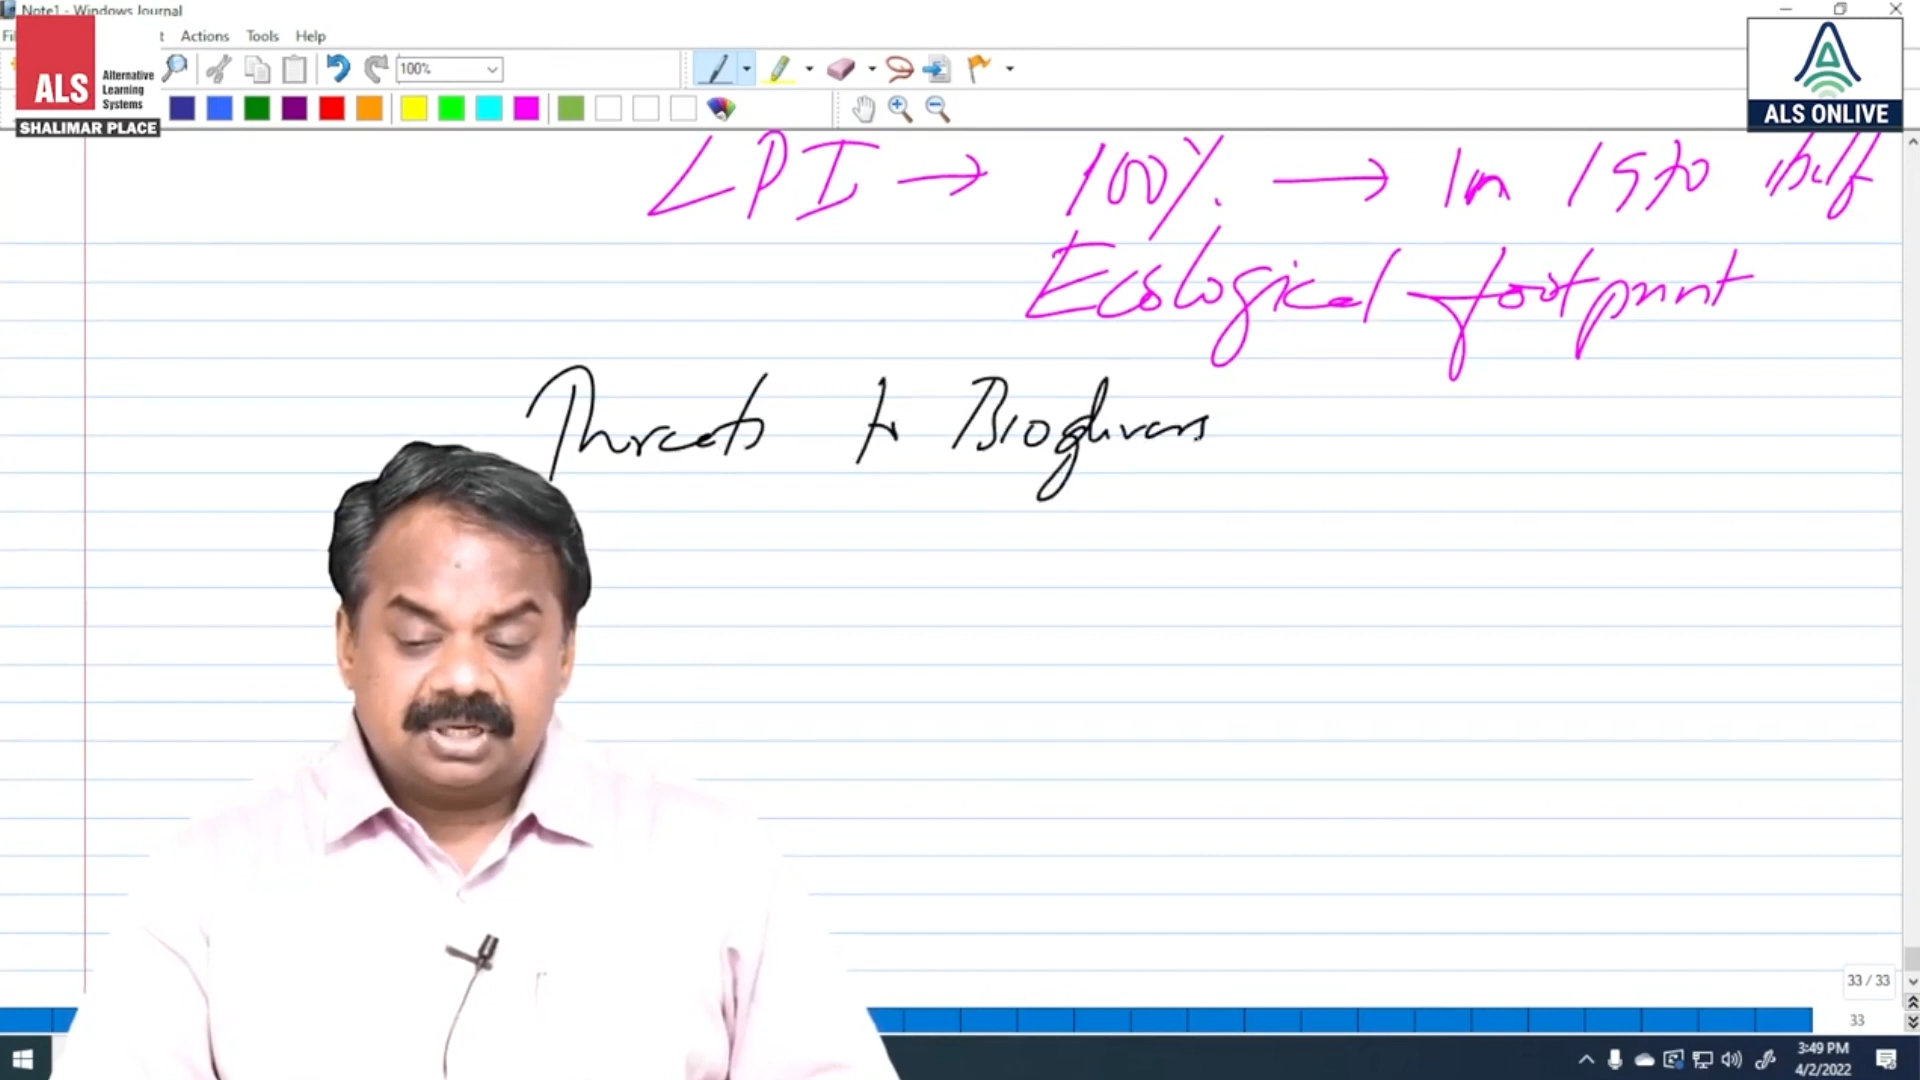 Note1 - Windows Journal
Actions Tools Help
ALS Alternative Learning Systems
SHALIMAR PLACE
100%
ALS ONLIVE
LPI → 100% → In 1970 half
Ecological footprint
Threats to Biodivers
33 / 33
33
3:49 PM
4/2/2022